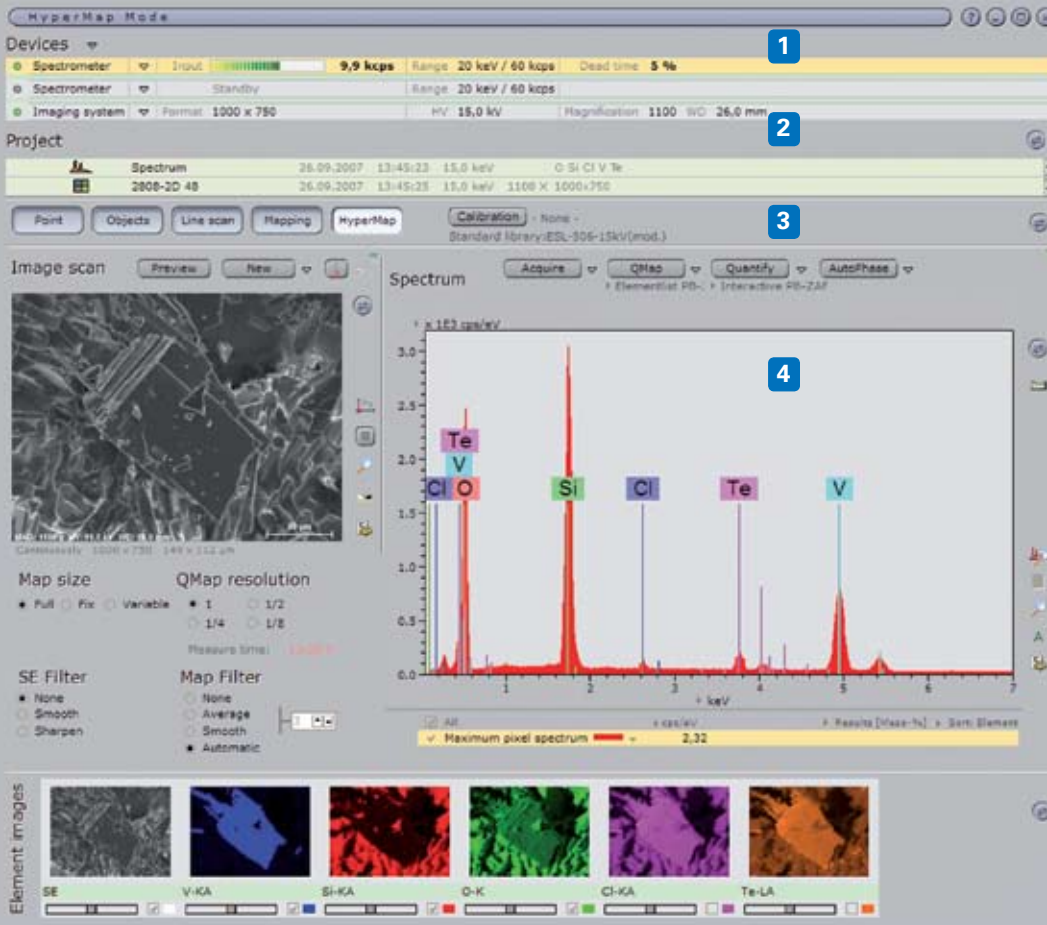 HyperMap Mode
Devices
1
Spectrometer Input 9,9 kcps Range 20 keV / 60 kcps Dead time 5 %
Spectrometer Standby Range 20 keV / 60 kcps
Imaging system Format 1000 x 750 HV 15,0 kV Magnification 1100 WD 26,0 mm
2
Project
Spectrum 26.09.2007 13:45:23 15,0 keV O Si Cl V Te
2808-2D 48 26.09.2007 13:45:25 15,0 keV 1108 X 1000x750
Point Objects Line scan Mapping HyperMap Calibration - None -
3
Standard library:ESL-506-15kV(mod.)
Image scan Preview New
Spectrum Acquire QMap Quantify AutoPhase
Elementlist PB-. Interactive PB-ZAF
x 1E3 cps/eV
4
3.0
2.5
2.0
1.5
1.0
0.5
0.0
Te
V
Cl O Si Cl Te V
1 2 3 4 5 6 7
keV
1000 x 750 149 x 112 µm
Map size QMap resolution
Full Fix Variable 1 1/2
1/4 1/8
Measure time:
SE Filter Map Filter
None None
Smooth Average
Sharpen Smooth
Automatic
All cps/eV Results [Mass-%] Sort: Element
Maximum pixel spectrum 2,32
Element images
SE V-KA Si-KA O-K Cl-KA Te-LA